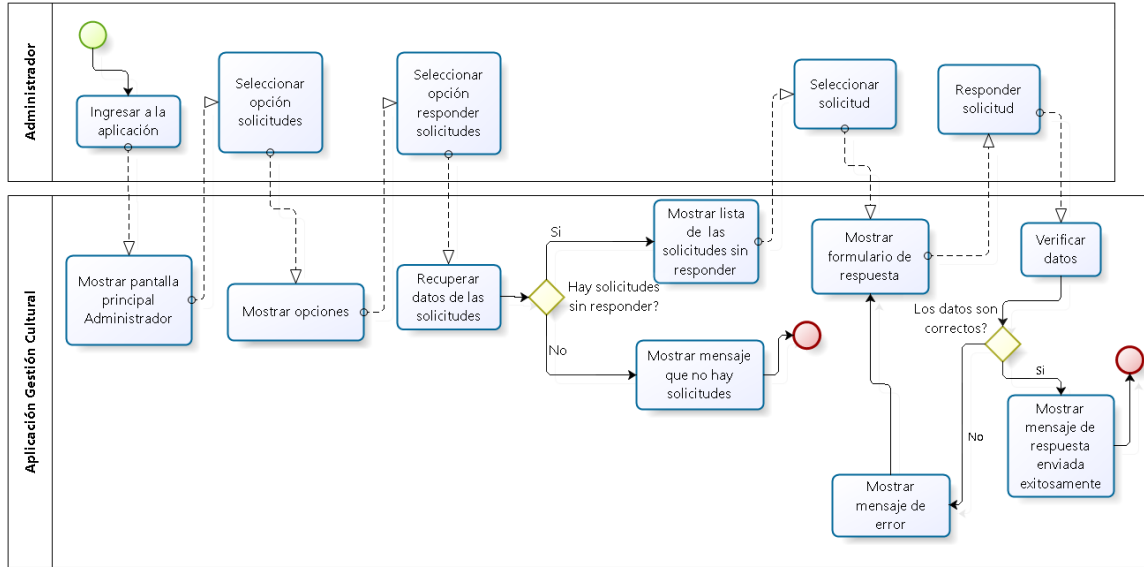 Administrador
Ingresar a la
aplicación
Seleccionar
opción
solicitudes
Seleccionar
opción
responder
solicitudes
Seleccionar
solicitud
Responder
solicitud
Aplicación Gestión Cultural
Mostrar pantalla
principal
Administrador
Mostrar opciones
Recuperar
datos de las
solicitudes
Hay solicitudes
sin responder?
Si
Mostrar lista
de las
solicitudes sin
responder
No
Mostrar mensaje
que no hay
solicitudes
Mostrar
formulario de
respuesta
Verificar
datos
Los datos son
correctos?
Si
Mostrar
mensaje de
respuesta
enviada
exitosamente
No
Mostrar
mensaje de
error